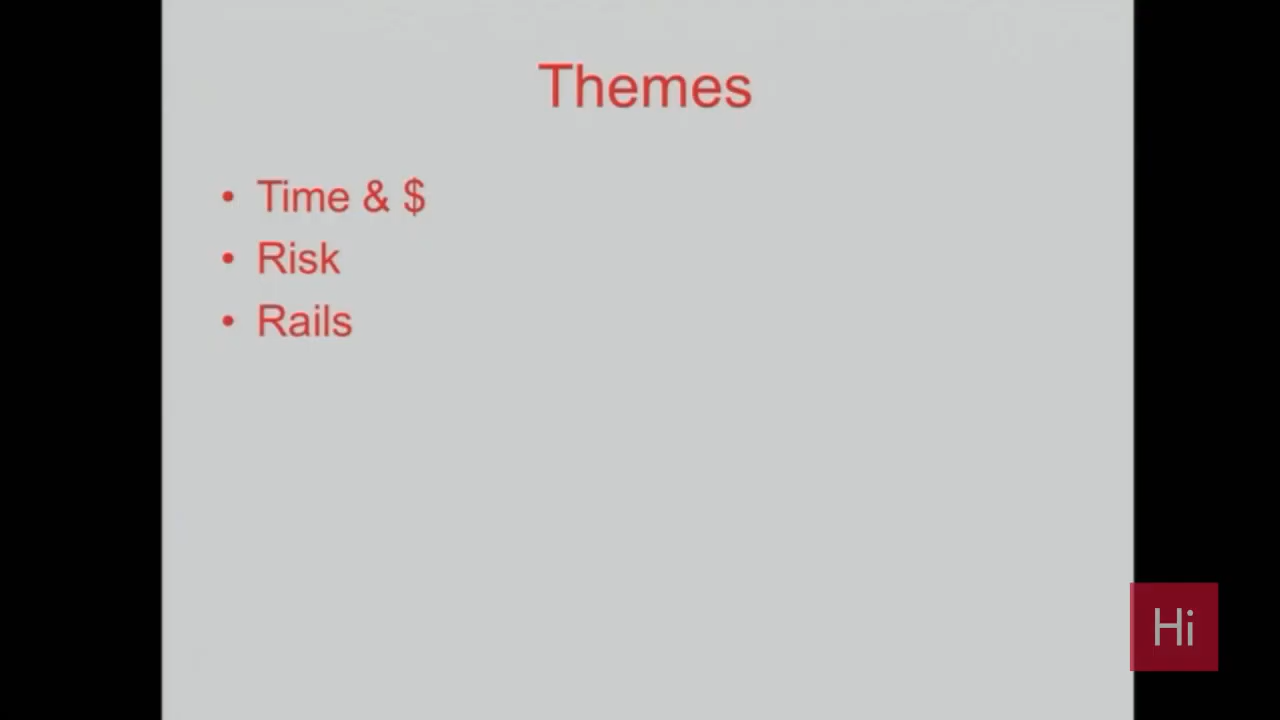 Themes
• Time & $
• Risk
• Rails
Hi